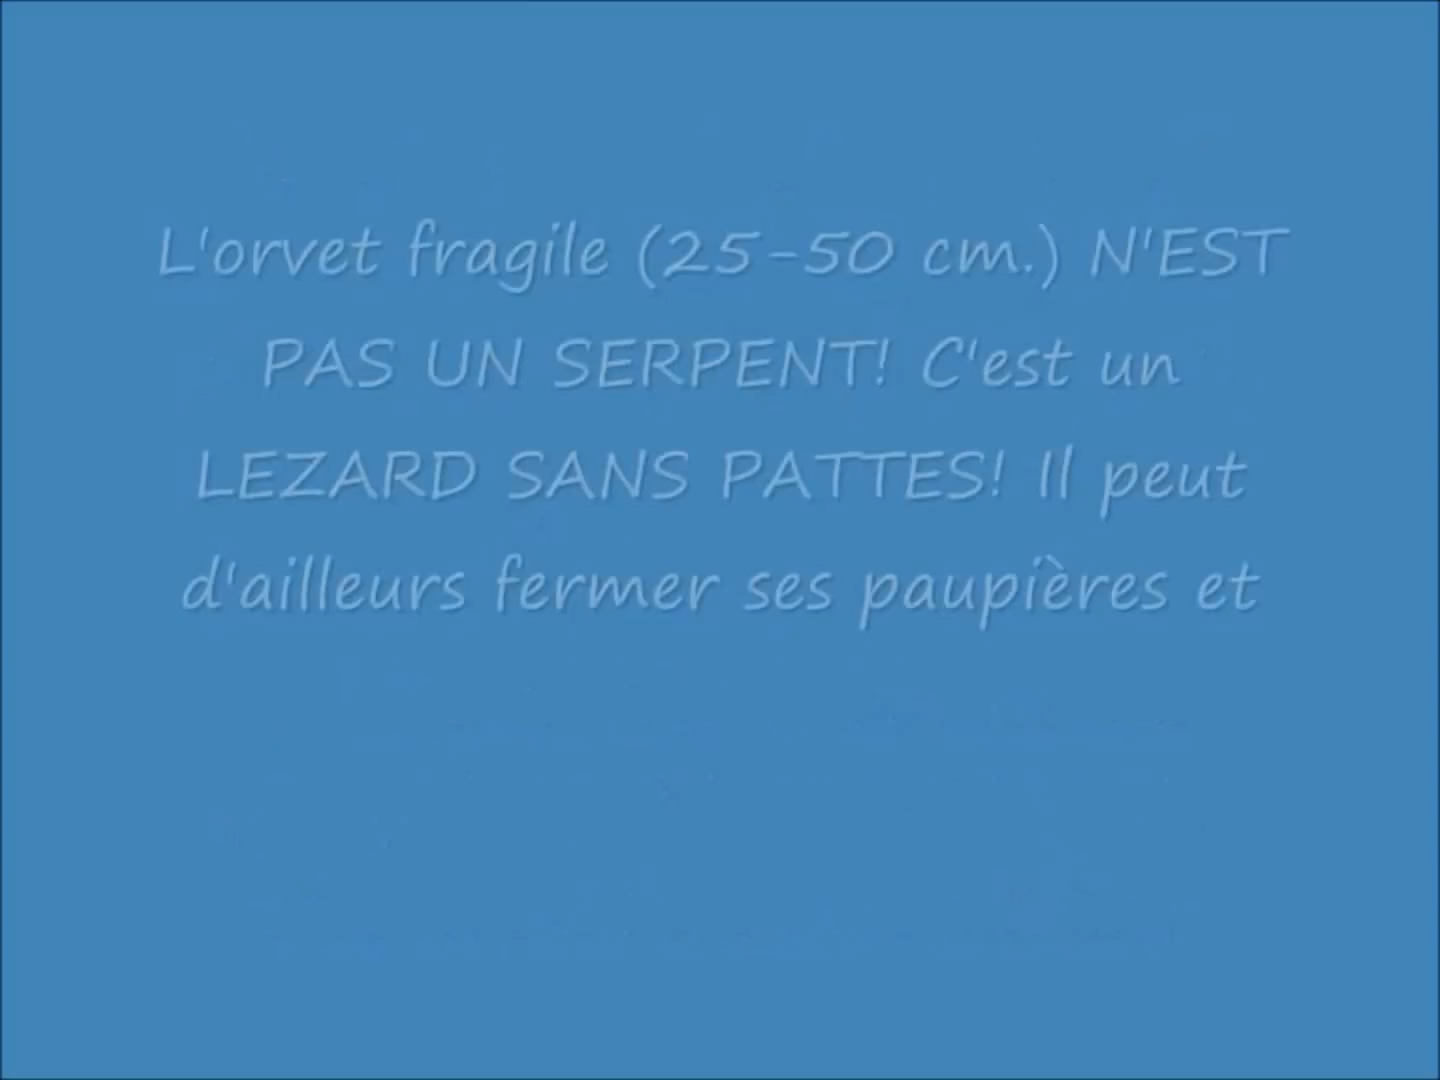 L'orvet fragile (25-50 cm.) N'EST
PAS UN SERPENT! C'est un
LEZARD SANS PATTES! Il peut
d'ailleurs fermer ses paupières et